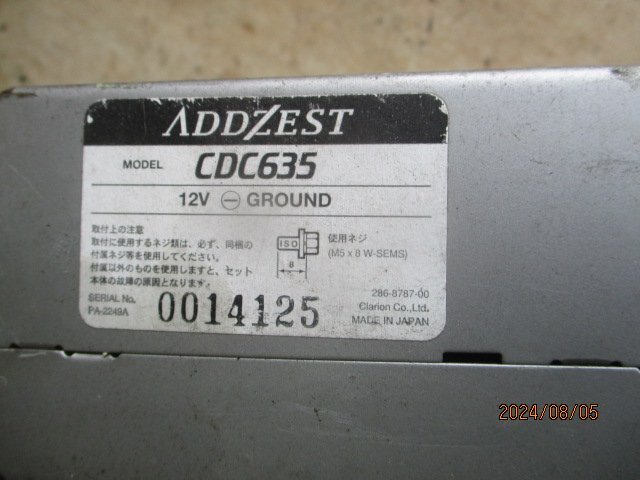 ADDZEST
MODEL CDC635
12V ⊖ GROUND
取付上の注意
取付に使用するネジ類は、必ず、同梱の
付属ネジ等を使用してください。
付属以外のものを使用しますと、セット
本体の故障の原因となります。
ISO
8
使用ネジ
(M5 x 8 W-SEMS)
SERIAL No.
PA-2249A
0014125
286-8787-00
Clarion Co.,Ltd.
MADE IN JAPAN
2024/08/05